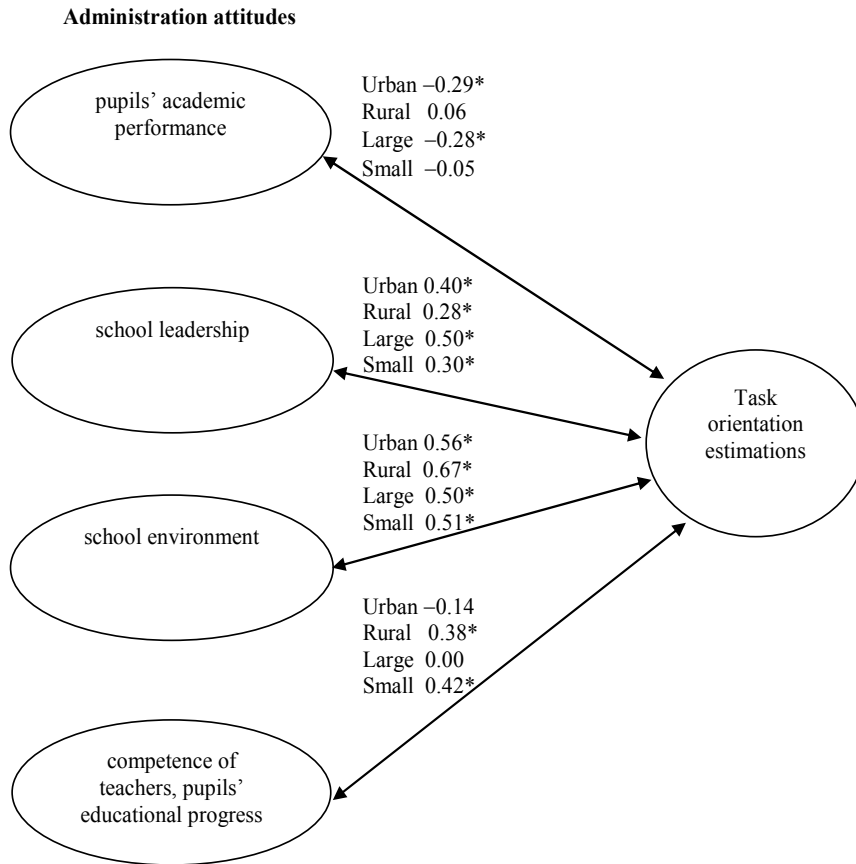 Administration attitudes
pupils’ academic
performance
Urban –0.29*
Rural 0.06
Large –0.28*
Small –0.05
school leadership
Urban 0.40*
Rural 0.28*
Large 0.50*
Small 0.30*
Task
orientation
estimations
school environment
Urban 0.56*
Rural 0.67*
Large 0.50*
Small 0.51*
competence of
teachers, pupils’
educational progress
Urban –0.14
Rural 0.38*
Large 0.00
Small 0.42*